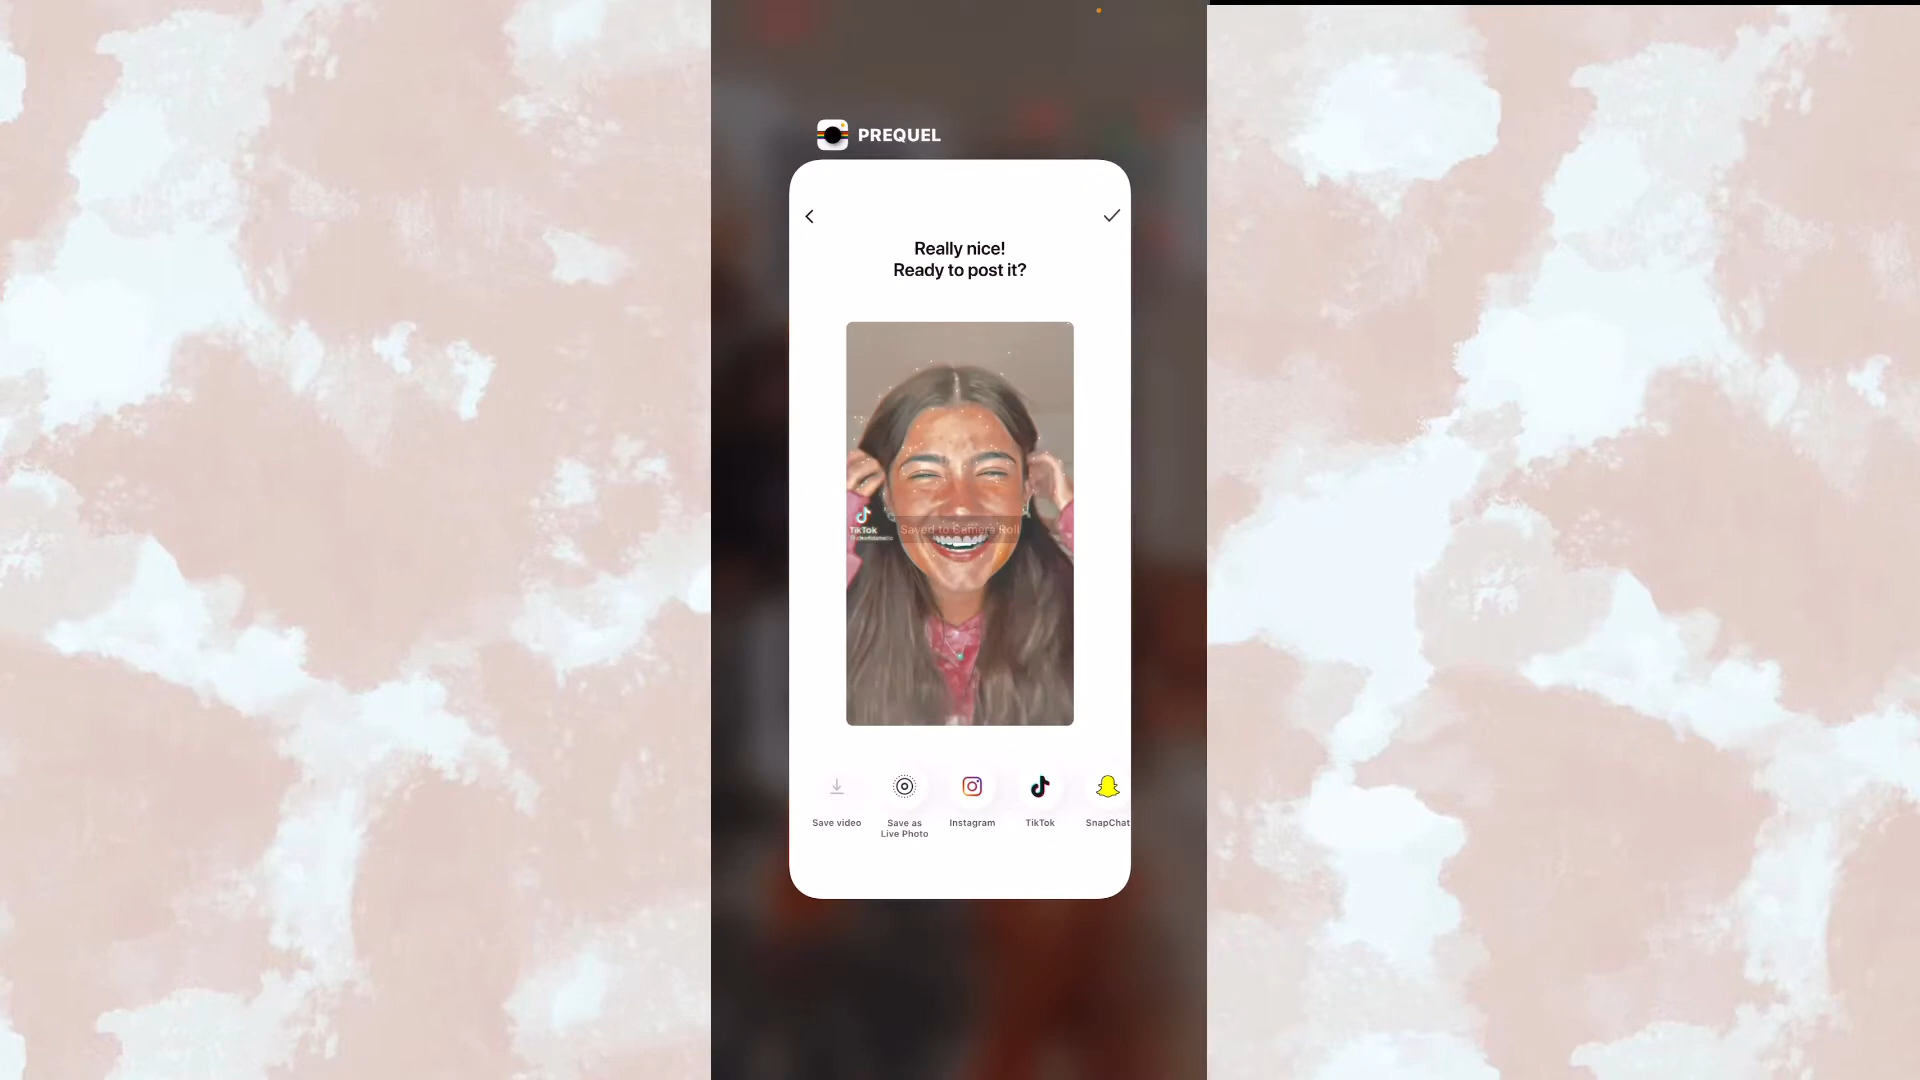 PREQUEL
Really nice!
Ready to post it?
TikTok
Saved to Camera Roll
Save video
Save as
Live Photo
Instagram
TikTok
SnapChat